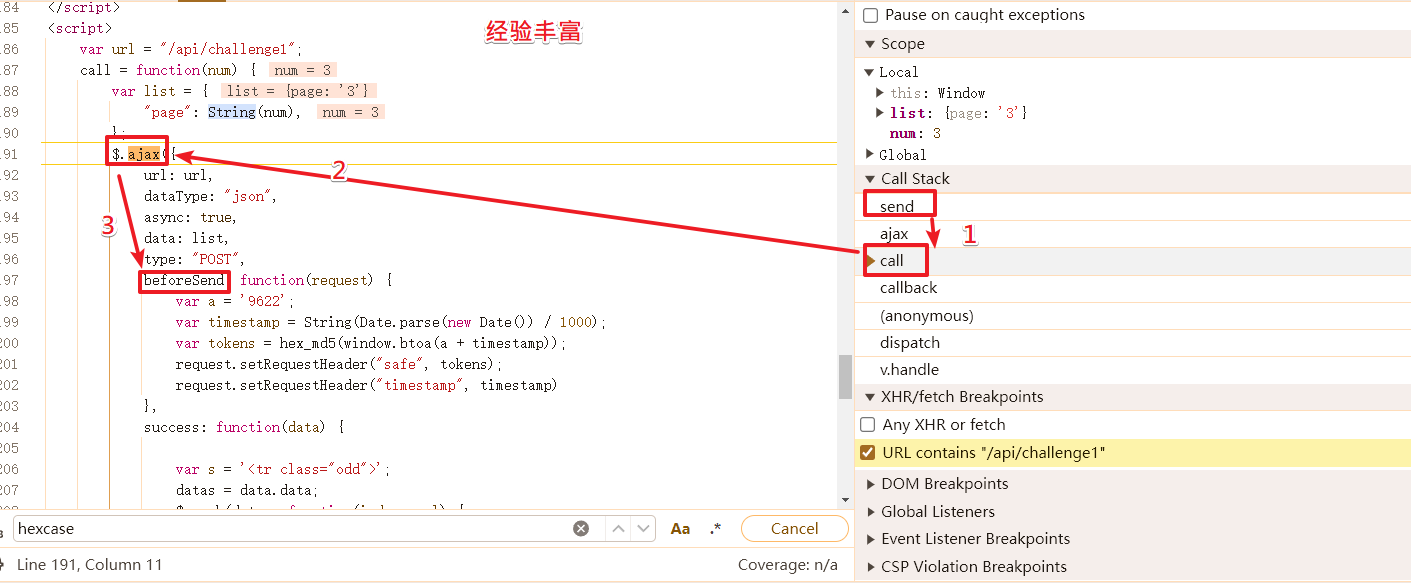 84 </script>
85 <script>
86 var url = "/api/challenge1";
经验丰富
87 call = function(num) { num = 3
88 var list = { list = {page: '3'}
89 "page": String(num), num = 3
90 };
91 $.ajax({
2
92 url: url,
93 dataType: "json",
94 async: true,
3
95 data: list,
96 type: "POST",
97 beforeSend function(request) {
98 var a = '9622';
99 var timestamp = String(Date.parse(new Date()) / 1000);
200 var tokens = hex_md5(window.btoa(a + timestamp));
201 request.setRequestHeader("safe", tokens);
202 request.setRequestHeader("timestamp", timestamp)
203 },
204 success: function(data) {
205
206 var s = '<tr class="odd">';
207 datas = data.data;
hexcase
Aa
.*
Cancel
Line 191, Column 11
Coverage: n/a
Pause on caught exceptions
Scope
Local
this: Window
list: {page: '3'}
num: 3
Global
Call Stack
send
ajax
1
call
callback
(anonymous)
dispatch
v.handle
XHR/fetch Breakpoints
Any XHR or fetch
URL contains "/api/challenge1"
DOM Breakpoints
Global Listeners
Event Listener Breakpoints
CSP Violation Breakpoints